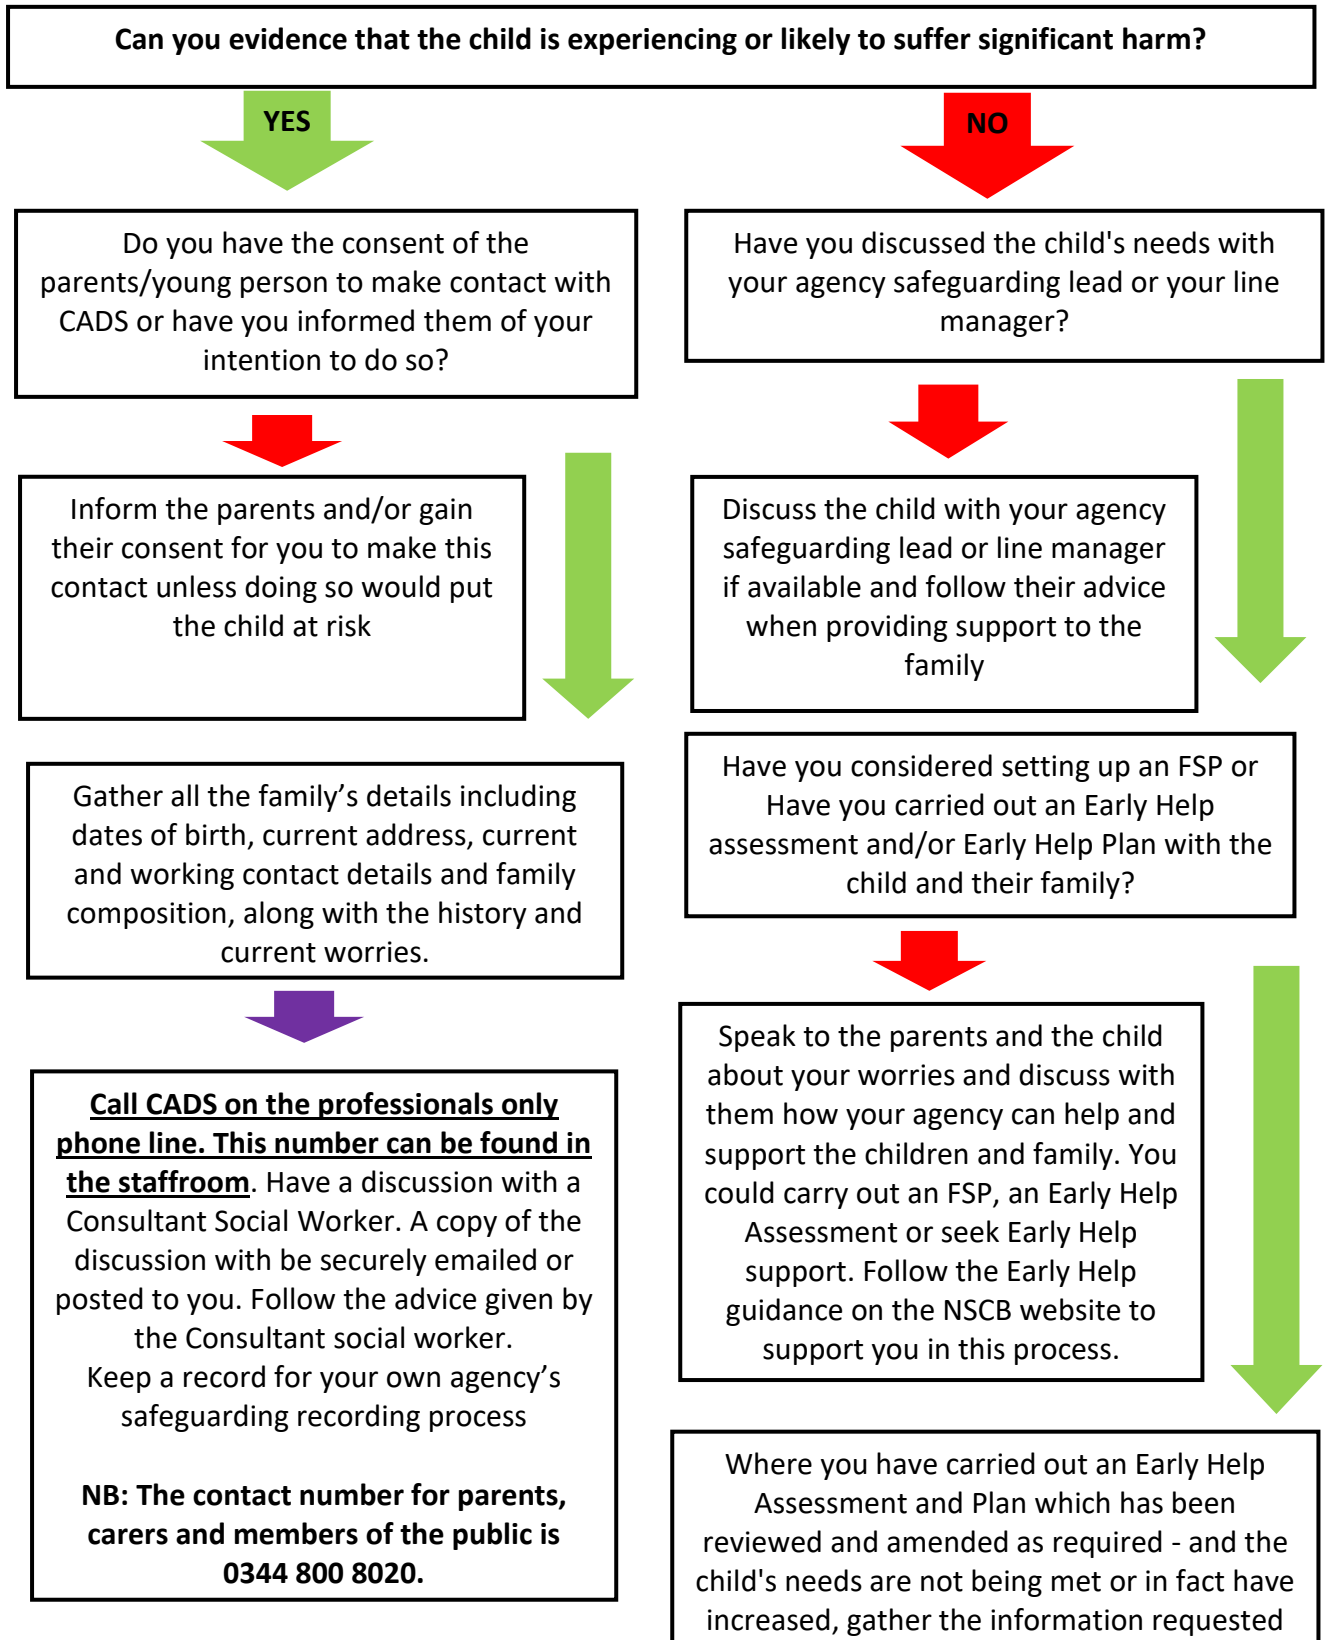 Can you evidence that the child is experiencing or likely to suffer significant harm?
YES
NO
Do you have the consent of the
parents/young person to make contact with
CADS or have you informed them of your
intention to do so?
Have you discussed the child's needs with
your agency safeguarding lead or your line
manager?
Inform the parents and/or gain
their consent for you to make this
contact unless doing so would put
the child at risk
Discuss the child with your agency
safeguarding lead or line manager
if available and follow their advice
when providing support to the
family
Gather all the family’s details including
dates of birth, current address, current
and working contact details and family
composition, along with the history and
current worries.
Have you considered setting up an FSP or
Have you carried out an Early Help
assessment and/or Early Help Plan with the
child and their family?
Call CADS on the professionals only
phone line. This number can be found in
the staffroom. Have a discussion with a
Consultant Social Worker. A copy of the
discussion with be securely emailed or
posted to you. Follow the advice given by
the Consultant social worker.
Keep a record for your own agency’s
safeguarding recording process
NB: The contact number for parents,
carers and members of the public is
0344 800 8020.
Speak to the parents and the child
about your worries and discuss with
them how your agency can help and
support the children and family. You
could carry out an FSP, an Early Help
Assessment or seek Early Help
support. Follow the Early Help
guidance on the NSCB website to
support you in this process.
Where you have carried out an Early Help
Assessment and Plan which has been
reviewed and amended as required - and the
child's needs are not being met or in fact have
increased, gather the information requested